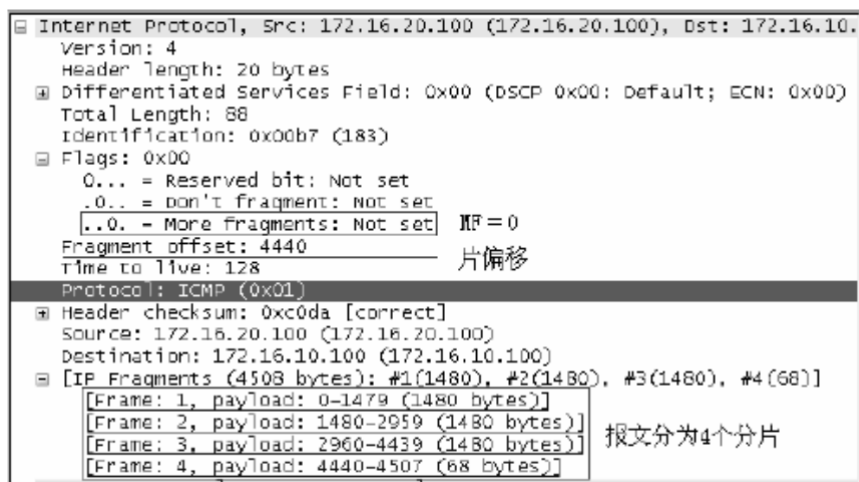 Internet Protocol, Src: 172.16.20.100 (172.16.20.100), Dst: 172.16.10.
Version: 4
Header length: 20 bytes
Differentiated Services Field: 0x00 (DSCP 0x00: Default; ECN: 0x00)
Total Length: 88
Identification: 0x00b7 (183)
Flags: 0x00
0... = Reserved bit: Not set
.0.. = Don't fragment: Not set
..0. = More fragments: Not set MF=0
Fragment offset: 4440 片偏移
Time to live: 128
Protocol: ICMP (0x01)
Header checksum: 0xc0da [correct]
Source: 172.16.20.100 (172.16.20.100)
Destination: 172.16.10.100 (172.16.10.100)
[IP Fragments (4508 bytes): #1(1480), #2(1480), #3(1480), #4(68)]
[Frame: 1, payload: 0-1479 (1480 bytes)]
[Frame: 2, payload: 1480-2959 (1480 bytes)]
[Frame: 3, payload: 2960-4439 (1480 bytes)] 报文分为4个分片
[Frame: 4, payload: 4440-4507 (68 bytes)]